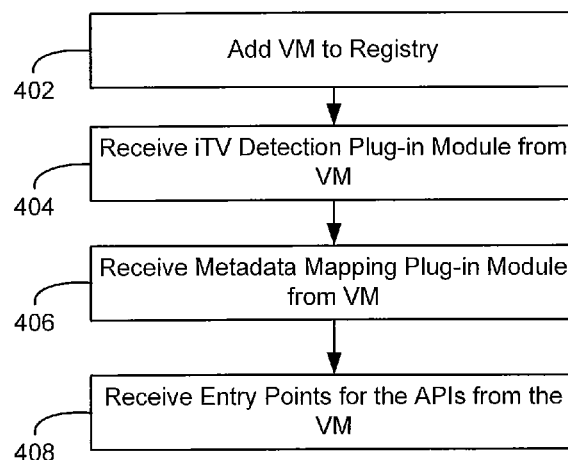 Add VM to Registry
402
Receive iTV Detection Plug-in Module from
VM
404
Receive Metadata Mapping Plug-in Module
from VM
406
Receive Entry Points for the APIs from the
VM
408